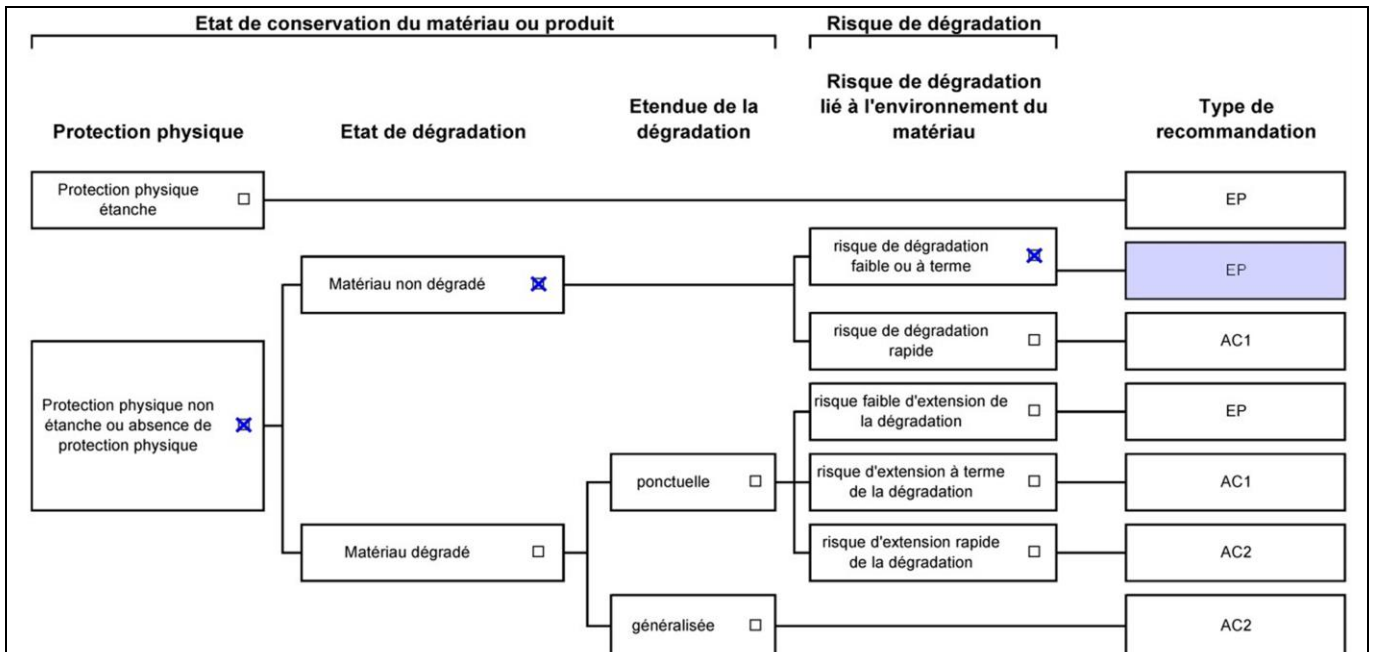 Etat de conservation du matériau ou produit
Risque de dégradation
Protection physique
Etat de dégradation
Etendue de la
dégradation
Risque de dégradation
lié à l'environnement du
matériau
Type de
recommandation
Protection physique
étanche
EP
Matériau non dégradé
risque de dégradation
faible ou à terme
EP
risque de dégradation
rapide
AC1
Protection physique non
étanche ou absence de
protection physique
risque faible d'extension de
la dégradation
EP
ponctuelle
risque d'extension à terme
de la dégradation
AC1
Matériau dégradé
risque d'extension rapide
de la dégradation
AC2
généralisée
AC2